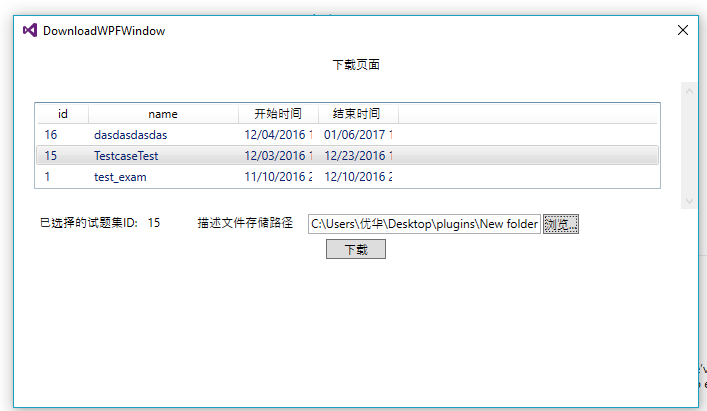 DownloadWPFWindow
下载页面
id name 开始时间 结束时间
16 dasdasdasdas 12/04/2016 1 01/06/2017 1
15 TestcaseTest 12/03/2016 1 12/23/2016 1
1 test_exam 11/10/2016 2 12/10/2016 2
已选择的试题集ID: 15 描述文件存储路径 C:\Users\优华\Desktop\plugins\New folder 浏览...
下载